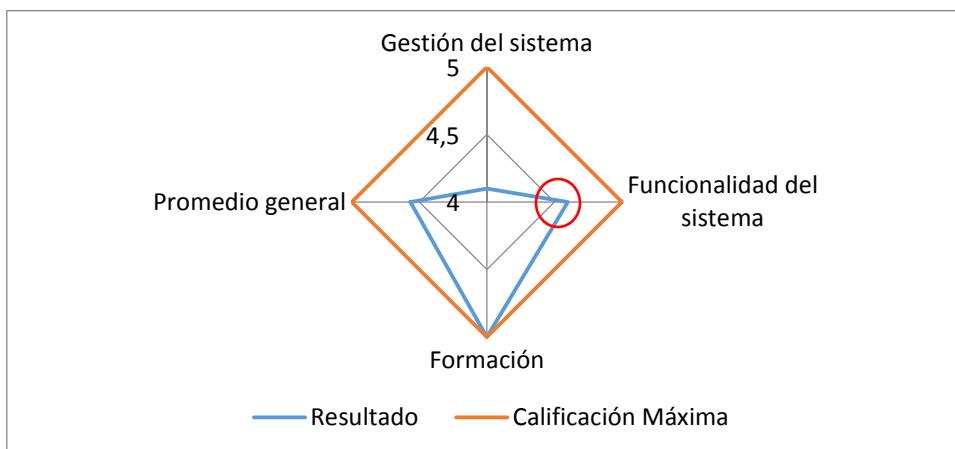 Gestión del sistema
5
4,5
4
Promedio general
Funcionalidad del
sistema
Formación
Resultado
Calificación Máxima